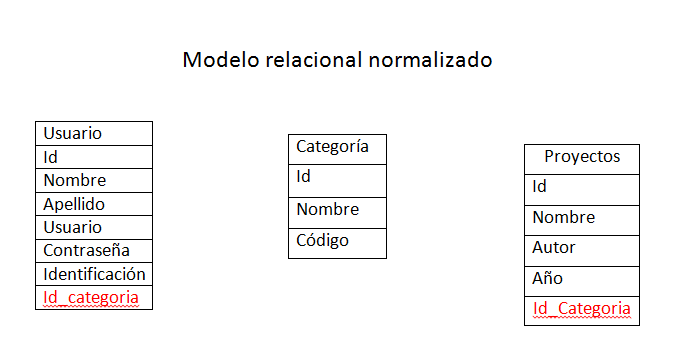 Modelo relacional normalizado
Usuario
Id
Nombre
Apellido
Usuario
Contraseña
Identificación
Id_categoria
Categoría
Id
Nombre
Código
Proyectos
Id
Nombre
Autor
Año
Id_Categoria